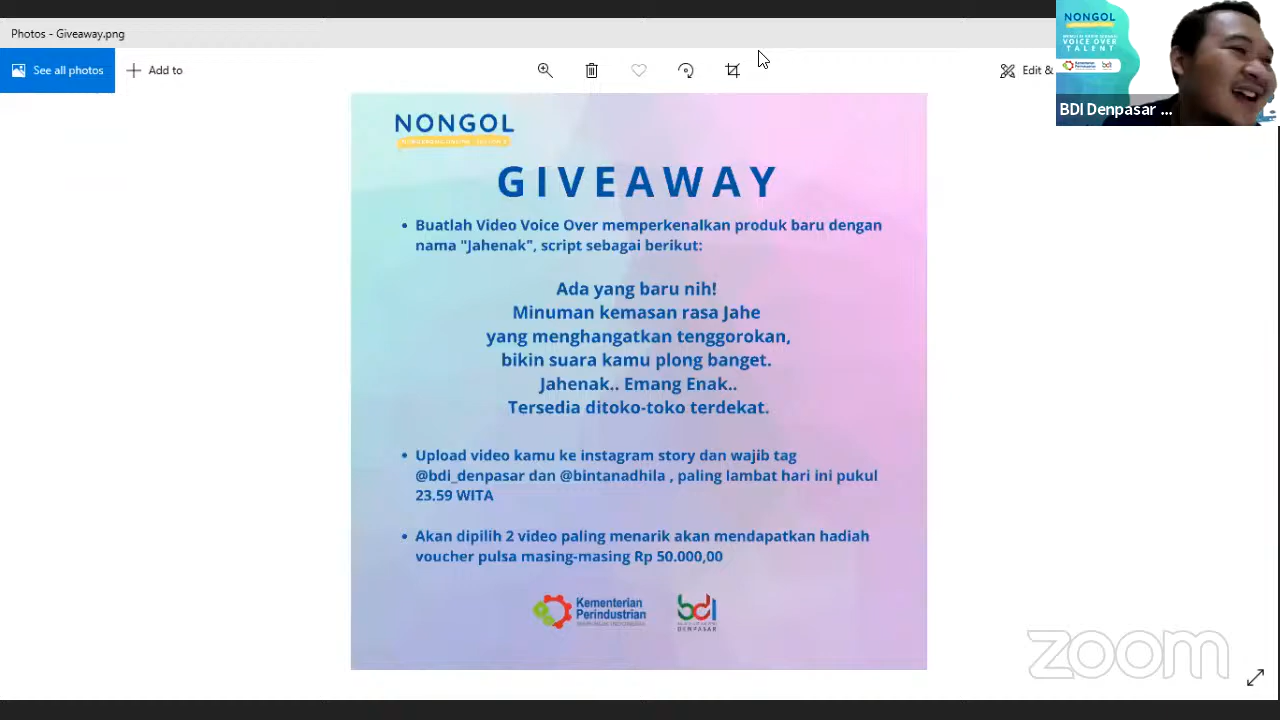 Photos - Giveaway.png
See all photos
Add to
Edit &
NONGOL
VOICE OVER
TALENT
Kementerian
Perindustrian
bdi
BDI Denpasar ...
NONGOL
GIVEAWAY
• Buatlah Video Voice Over memperkenalkan produk baru dengan
nama "Jahenak", script sebagai berikut:
Ada yang baru nih!
Minuman kemasan rasa Jahe
yang menghangatkan tenggorokan,
bikin suara kamu plong banget.
Jahenak.. Emang Enak..
Tersedia ditoko-toko terdekat.
• Upload video kamu ke instagram story dan wajib tag
@bdi_denpasar dan @bintanadhila , paling lambat hari ini pukul
23.59 WITA
• Akan dipilih 2 video paling menarik akan mendapatkan hadiah
voucher pulsa masing-masing Rp 50.000,00
Kementerian
Perindustrian
bdi
DENPASAR
zoom